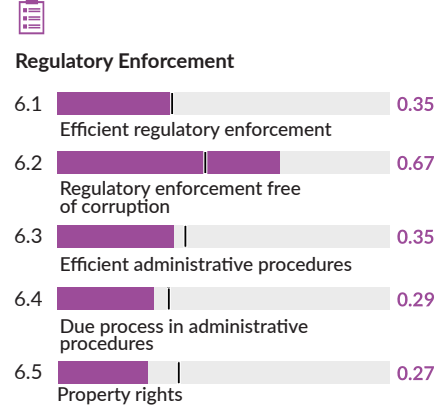 Regulatory Enforcement
6.1 0.35
Efficient regulatory enforcement
6.2 0.67
Regulatory enforcement free
of corruption
6.3 0.35
Efficient administrative procedures
6.4 0.29
Due process in administrative
procedures
6.5 0.27
Property rights